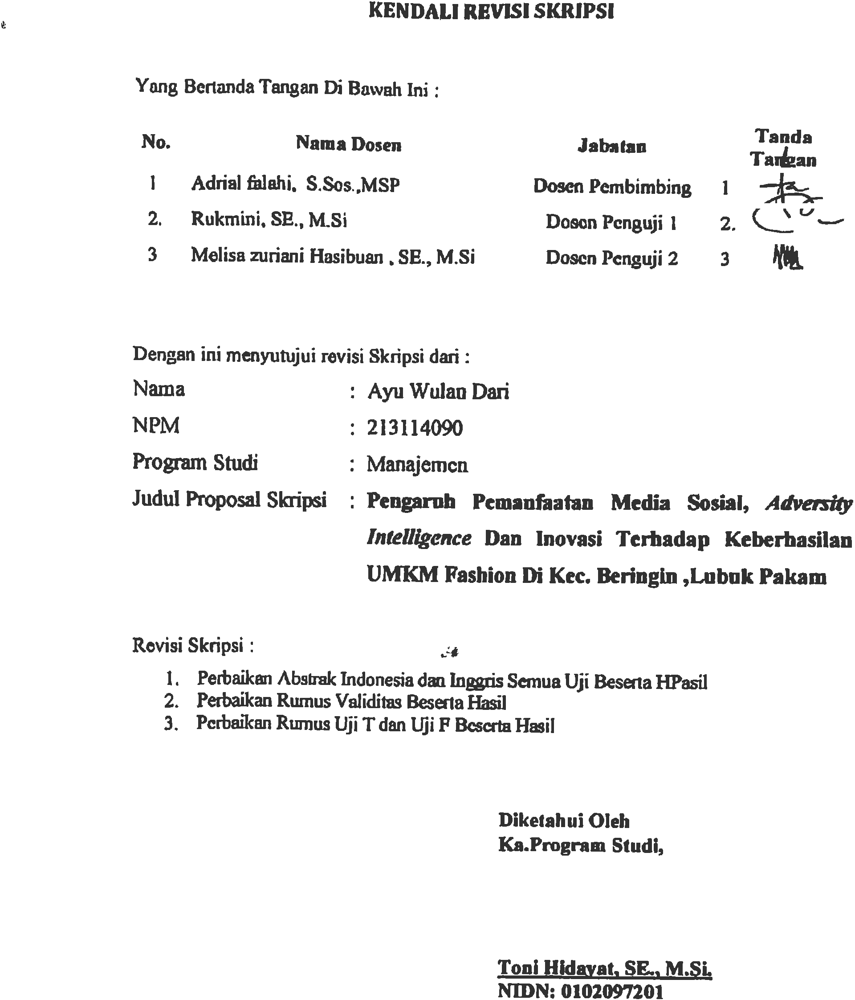 KENDALI REVISI SKRIPSI
Yang Bertanda Tangan Di Bawah Ini :
No. Nama Dosen Jabatan Tanda Tangan
1 Adrial falahi, S.Sos.,MSP Dosen Pembimbing 1
2. Rukmini, SE., M.Si Dosen Penguji 1 2.
3 Melisa zuriani Hasibuan , SE., M.Si Dosen Penguji 2 3
Dengan ini menyutujui revisi Skripsi dari :
Nama : Ayu Wulan Dari
NPM : 213114090
Program Studi : Manajemen
Judul Proposal Skripsi : Pengaruh Pemanfaatan Media Sosial, Adversity
Intelligence Dan Inovasi Terhadap Keberhasilan
UMKM Fashion Di Kec. Beringin ,Lubuk Pakam
Revisi Skripsi :
1. Perbaikan Abstrak Indonesia dan Inggris Semua Uji Beserta HPasil
2. Perbaikan Rumus Validitas Beserta Hasil
3. Perbaikan Rumus Uji T dan Uji F Beserta Hasil
Diketahui Oleh
Ka.Program Studi,
Toni Hidayat, SE., M.Si.
NIDN: 0102097201